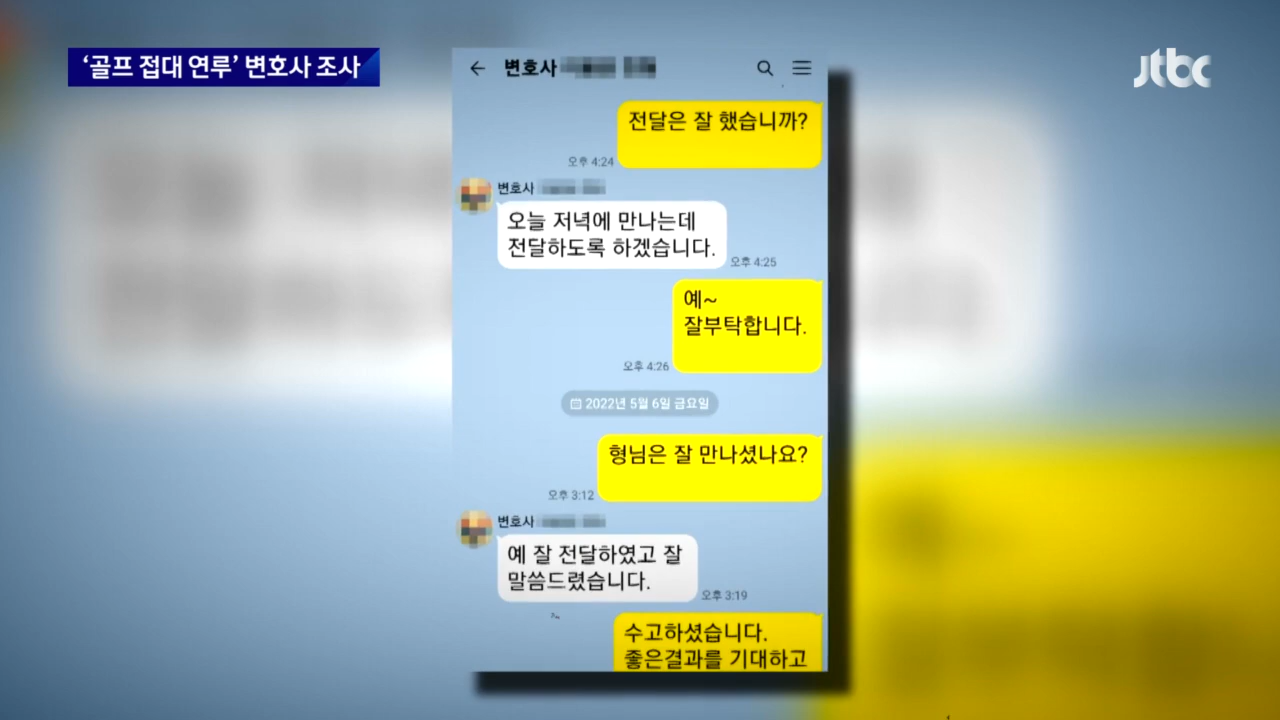 ‘골프 접대 연루’ 변호사 조사
jtbc
변호사
전달은 잘 했습니까?
오후 4:24
변호사
오늘 저녁에 만나는데
전달하도록 하겠습니다.
오후 4:25
예~
잘부탁합니다.
오후 4:26
2022년 5월 6일 금요일
형님은 잘 만나셨나요?
오후 3:12
변호사
예 잘 전달하였고 잘
말씀드렸습니다.
오후 3:19
수고하셨습니다.
좋은결과를 기대하고